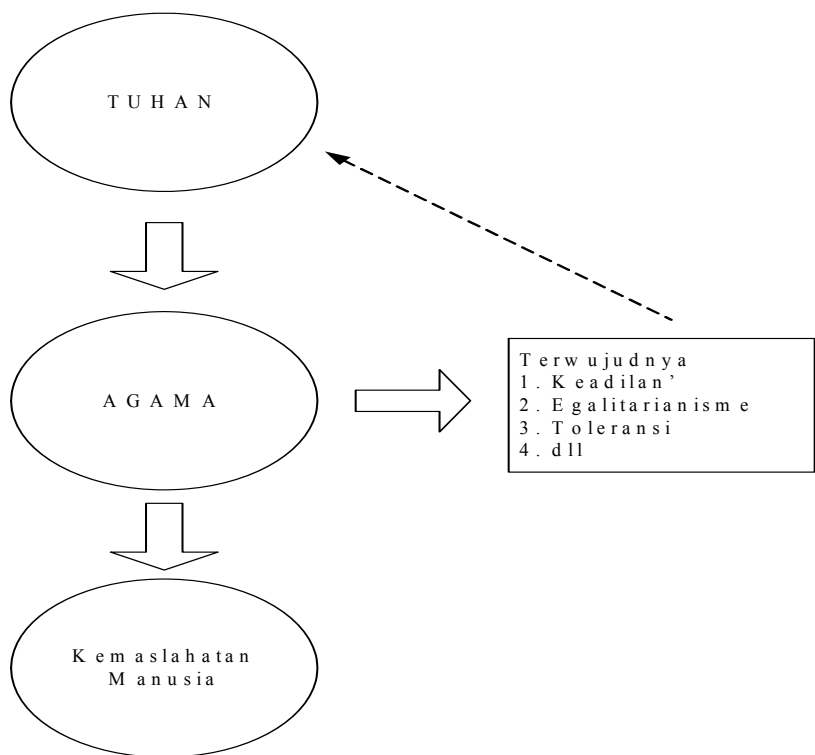 TUHAN
AGAMA
Terwujudnya
1. Keadilan’
2. Egalitarianisme
3. Toleransi
4. dll
Kemaslahatan
Manusia